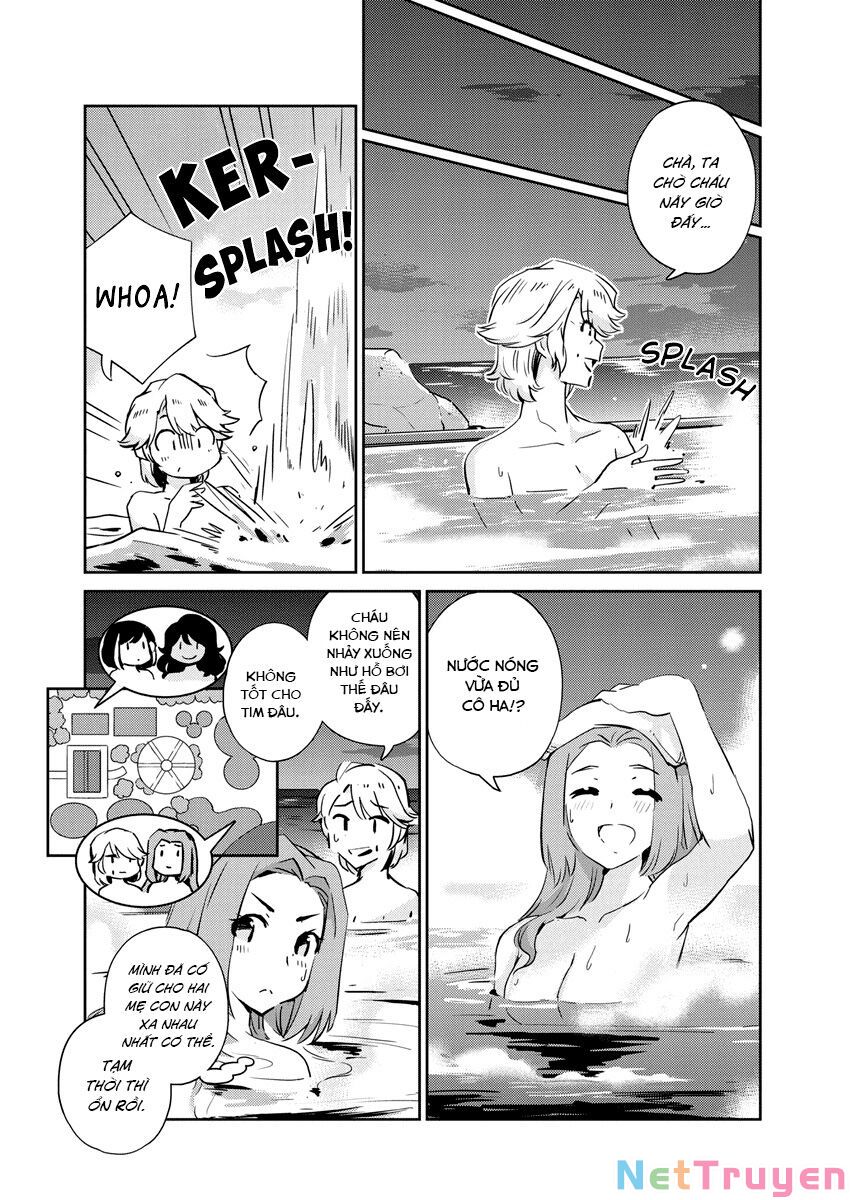 CHÀ, TA
CHỜ CHÁU
NÃY GIỜ
ĐẤY...
SPLASH
KER-
SPLASH!
WHOA!
NƯỚC NÓNG
VỪA ĐỦ
CÔ HA!?
CHÁU
KHÔNG NÊN
NHẢY XUỐNG
NHƯ HỒ BƠI
THẾ ĐÂU
ĐẤY.
KHÔNG
TỐT CHO
TIM ĐÂU.
MÌNH ĐÃ CỐ
GIỮ CHO HAI
MẸ CON NÀY
XA NHAU
NHẤT CÓ THỂ.
TẠM
THỜI THÌ
ỔN RỒI.
NetTruyen